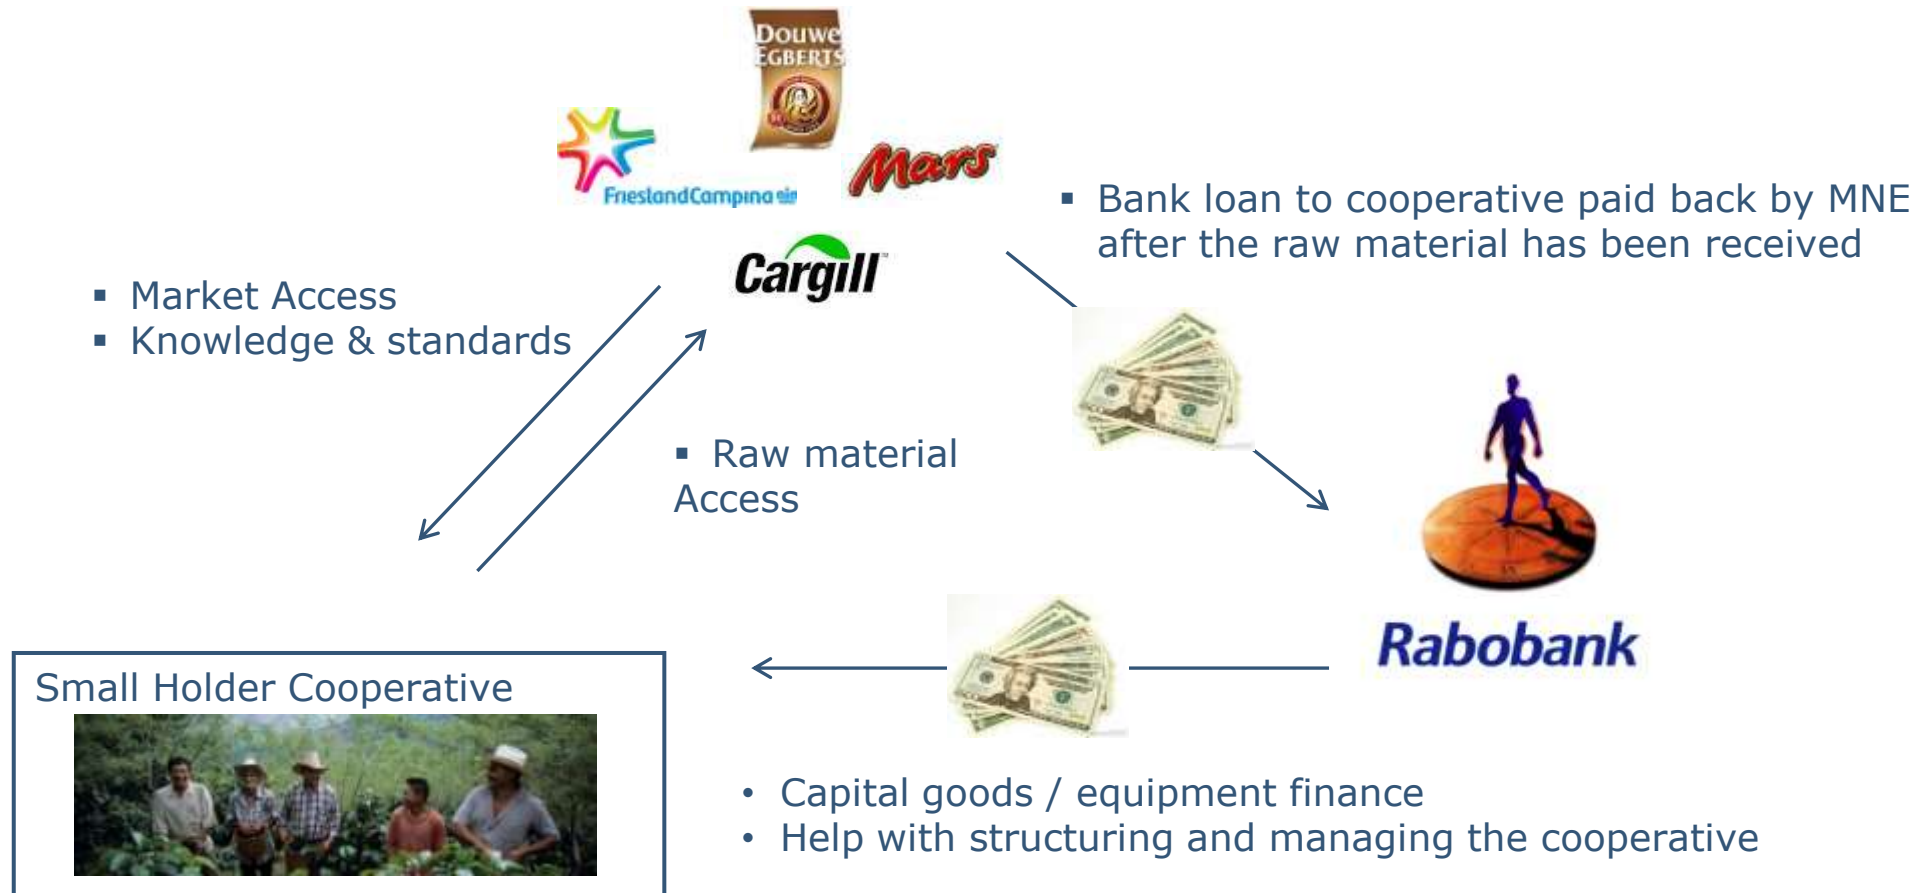 Douwe
EGBERTS
FrieslandCampina
Mars
Cargill
▪ Bank loan to cooperative paid back by MNE
after the raw material has been received
▪ Market Access
▪ Knowledge & standards
▪ Raw material
Access
Rabobank
Small Holder Cooperative
• Capital goods / equipment finance
• Help with structuring and managing the cooperative